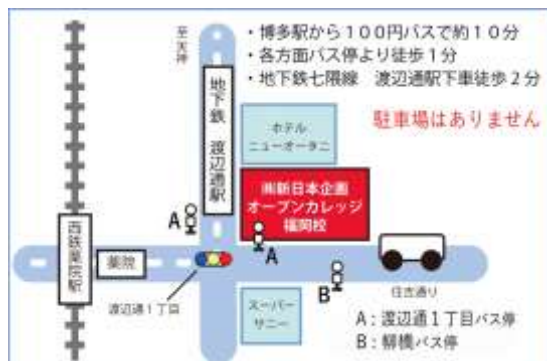 ・博多駅から100円バスで約10分
・各方面バス停より徒歩1分
・地下鉄七隈線 渡辺通駅下車徒歩2分
駐車場はありません
至天神
地下鉄 渡辺通駅
ホテル
ニューオータニ
㈱新日本企画
オープンカレッジ
福岡校
A
A
西鉄薬院駅
薬院
B
渡辺通1丁目
住吉通り
スーパー
サニー
A：渡辺通1丁目バス停
B：柳橋バス停